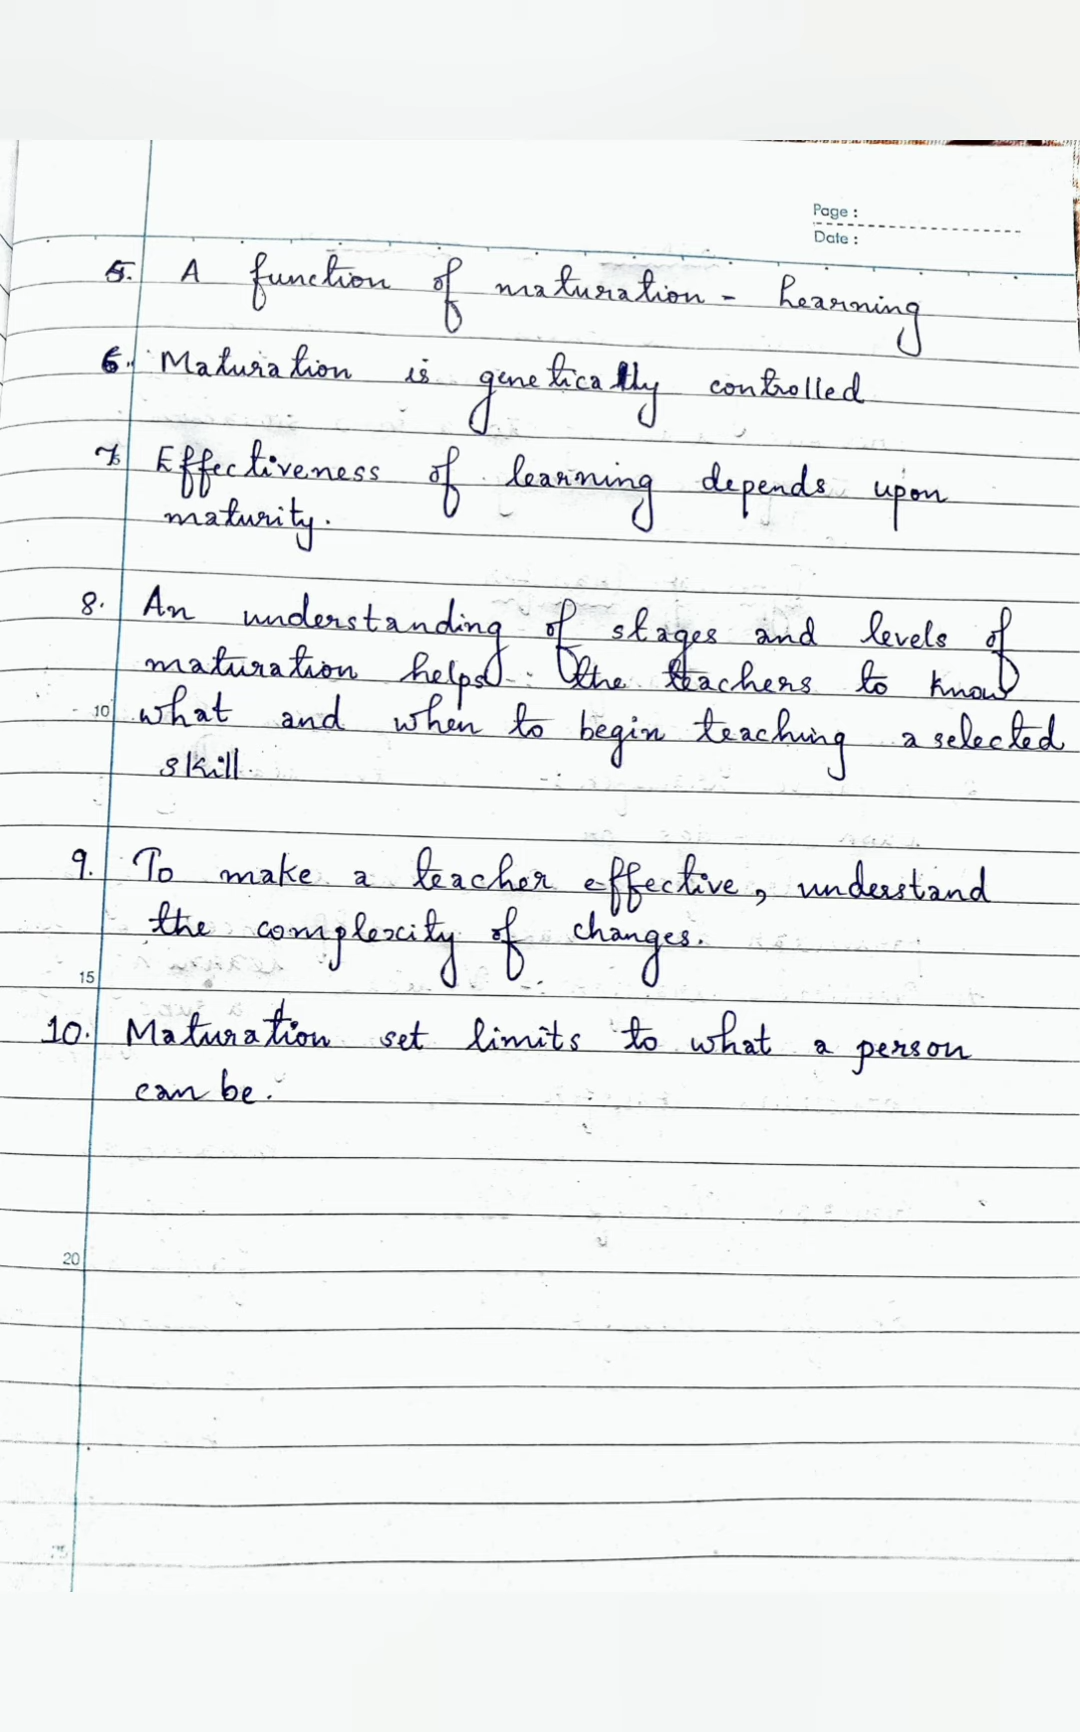 Page :
Date :
5. A function of maturation - Learning
6. Maturation is genetically controlled
7. Effectiveness of learning depends upon
maturity.
8. An understanding of stages and levels of
maturation helps the teachers to know
10 what and when to begin teaching a selected
skill.
9. To make a teacher effective, understand
the complexity of changes.
15
10. Maturation set limits to what a person
can be.
20